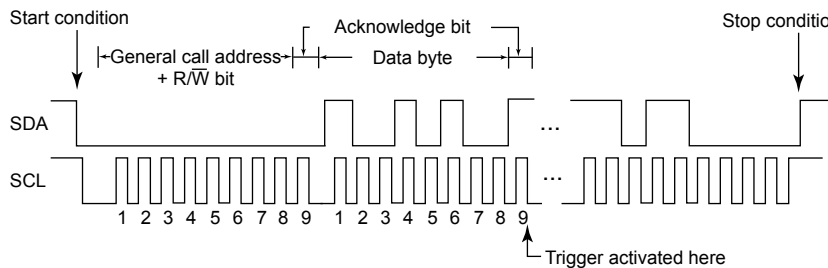 Start condition
Stop conditio
Acknowledge bit
General call address
+ R/W̅ bit
Data byte
SDA
...
SCL
...
1 2 3 4 5 6 7 8 9 1 2 3 4 5 6 7 8 9
Trigger activated here